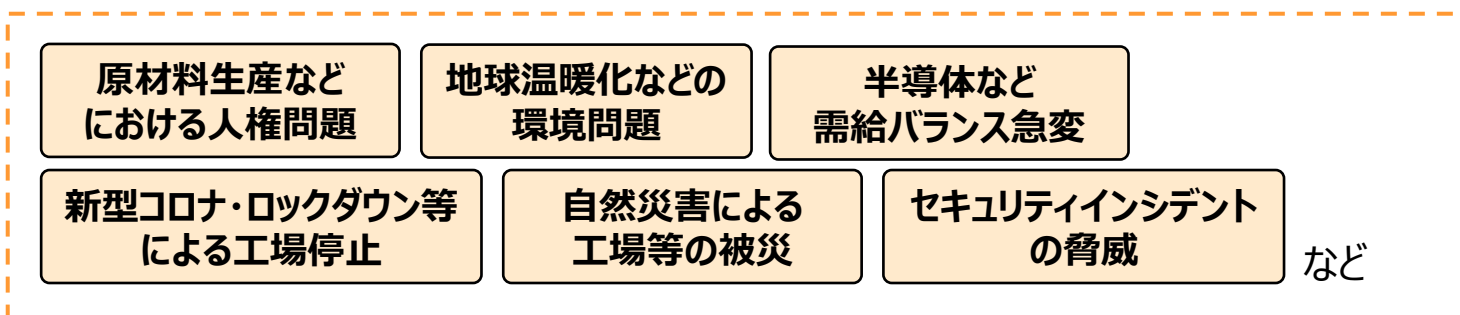 原材料生産など
における人権問題
地球温暖化などの
環境問題
半導体など
需給バランス急変
新型コロナ・ロックダウン等
による工場停止
自然災害による
工場等の被災
セキュリティインシデント
の脅威
など